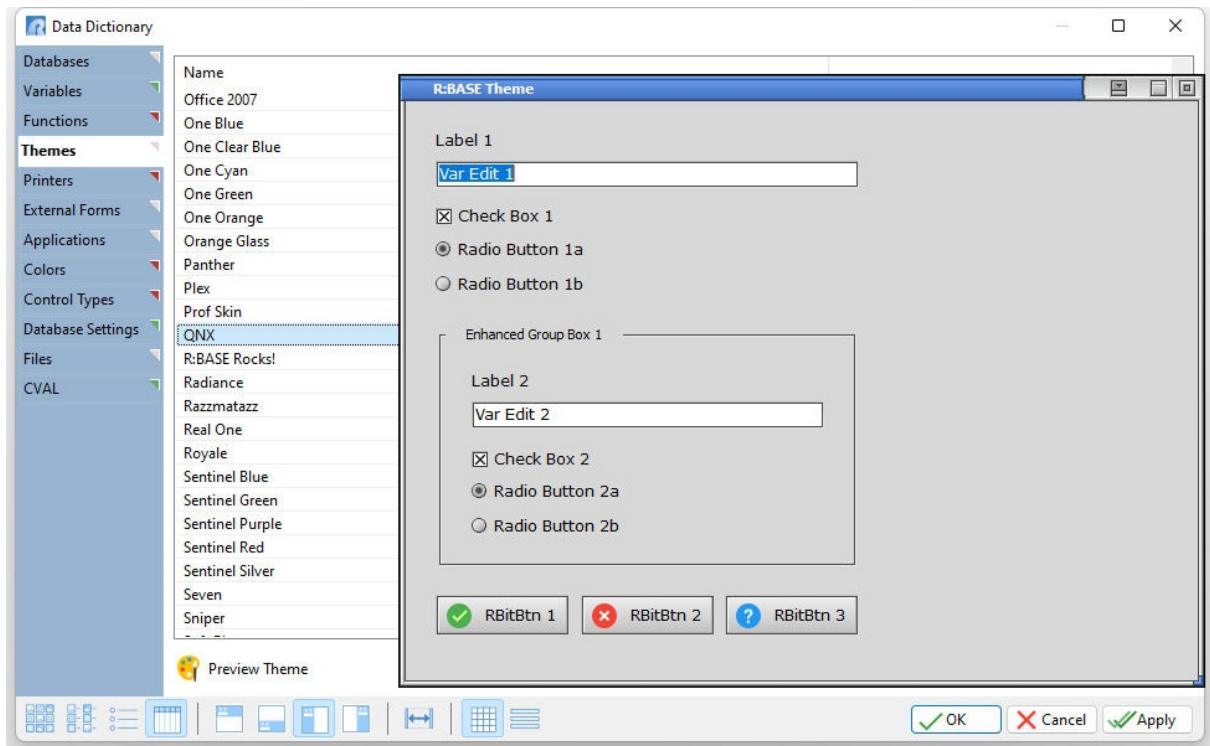 Data Dictionary
Databases
Variables
Functions
Themes
Printers
External Forms
Applications
Colors
Control Types
Database Settings
Files
CVAL
Name
Office 2007
One Blue
One Clear Blue
One Cyan
One Green
One Orange
Orange Glass
Panther
Plex
Prof Skin
QNX
R:BASE Rocks!
Radiance
Razzmatazz
Real One
Royale
Sentinel Blue
Sentinel Green
Sentinel Purple
Sentinel Red
Sentinel Silver
Seven
Sniper
Preview Theme
R:BASE Theme
Label 1
Var Edit 1
Check Box 1
Radio Button 1a
Radio Button 1b
Enhanced Group Box 1
Label 2
Var Edit 2
Check Box 2
Radio Button 2a
Radio Button 2b
RBitBtn 1 RBitBtn 2 RBitBtn 3
OK Cancel Apply